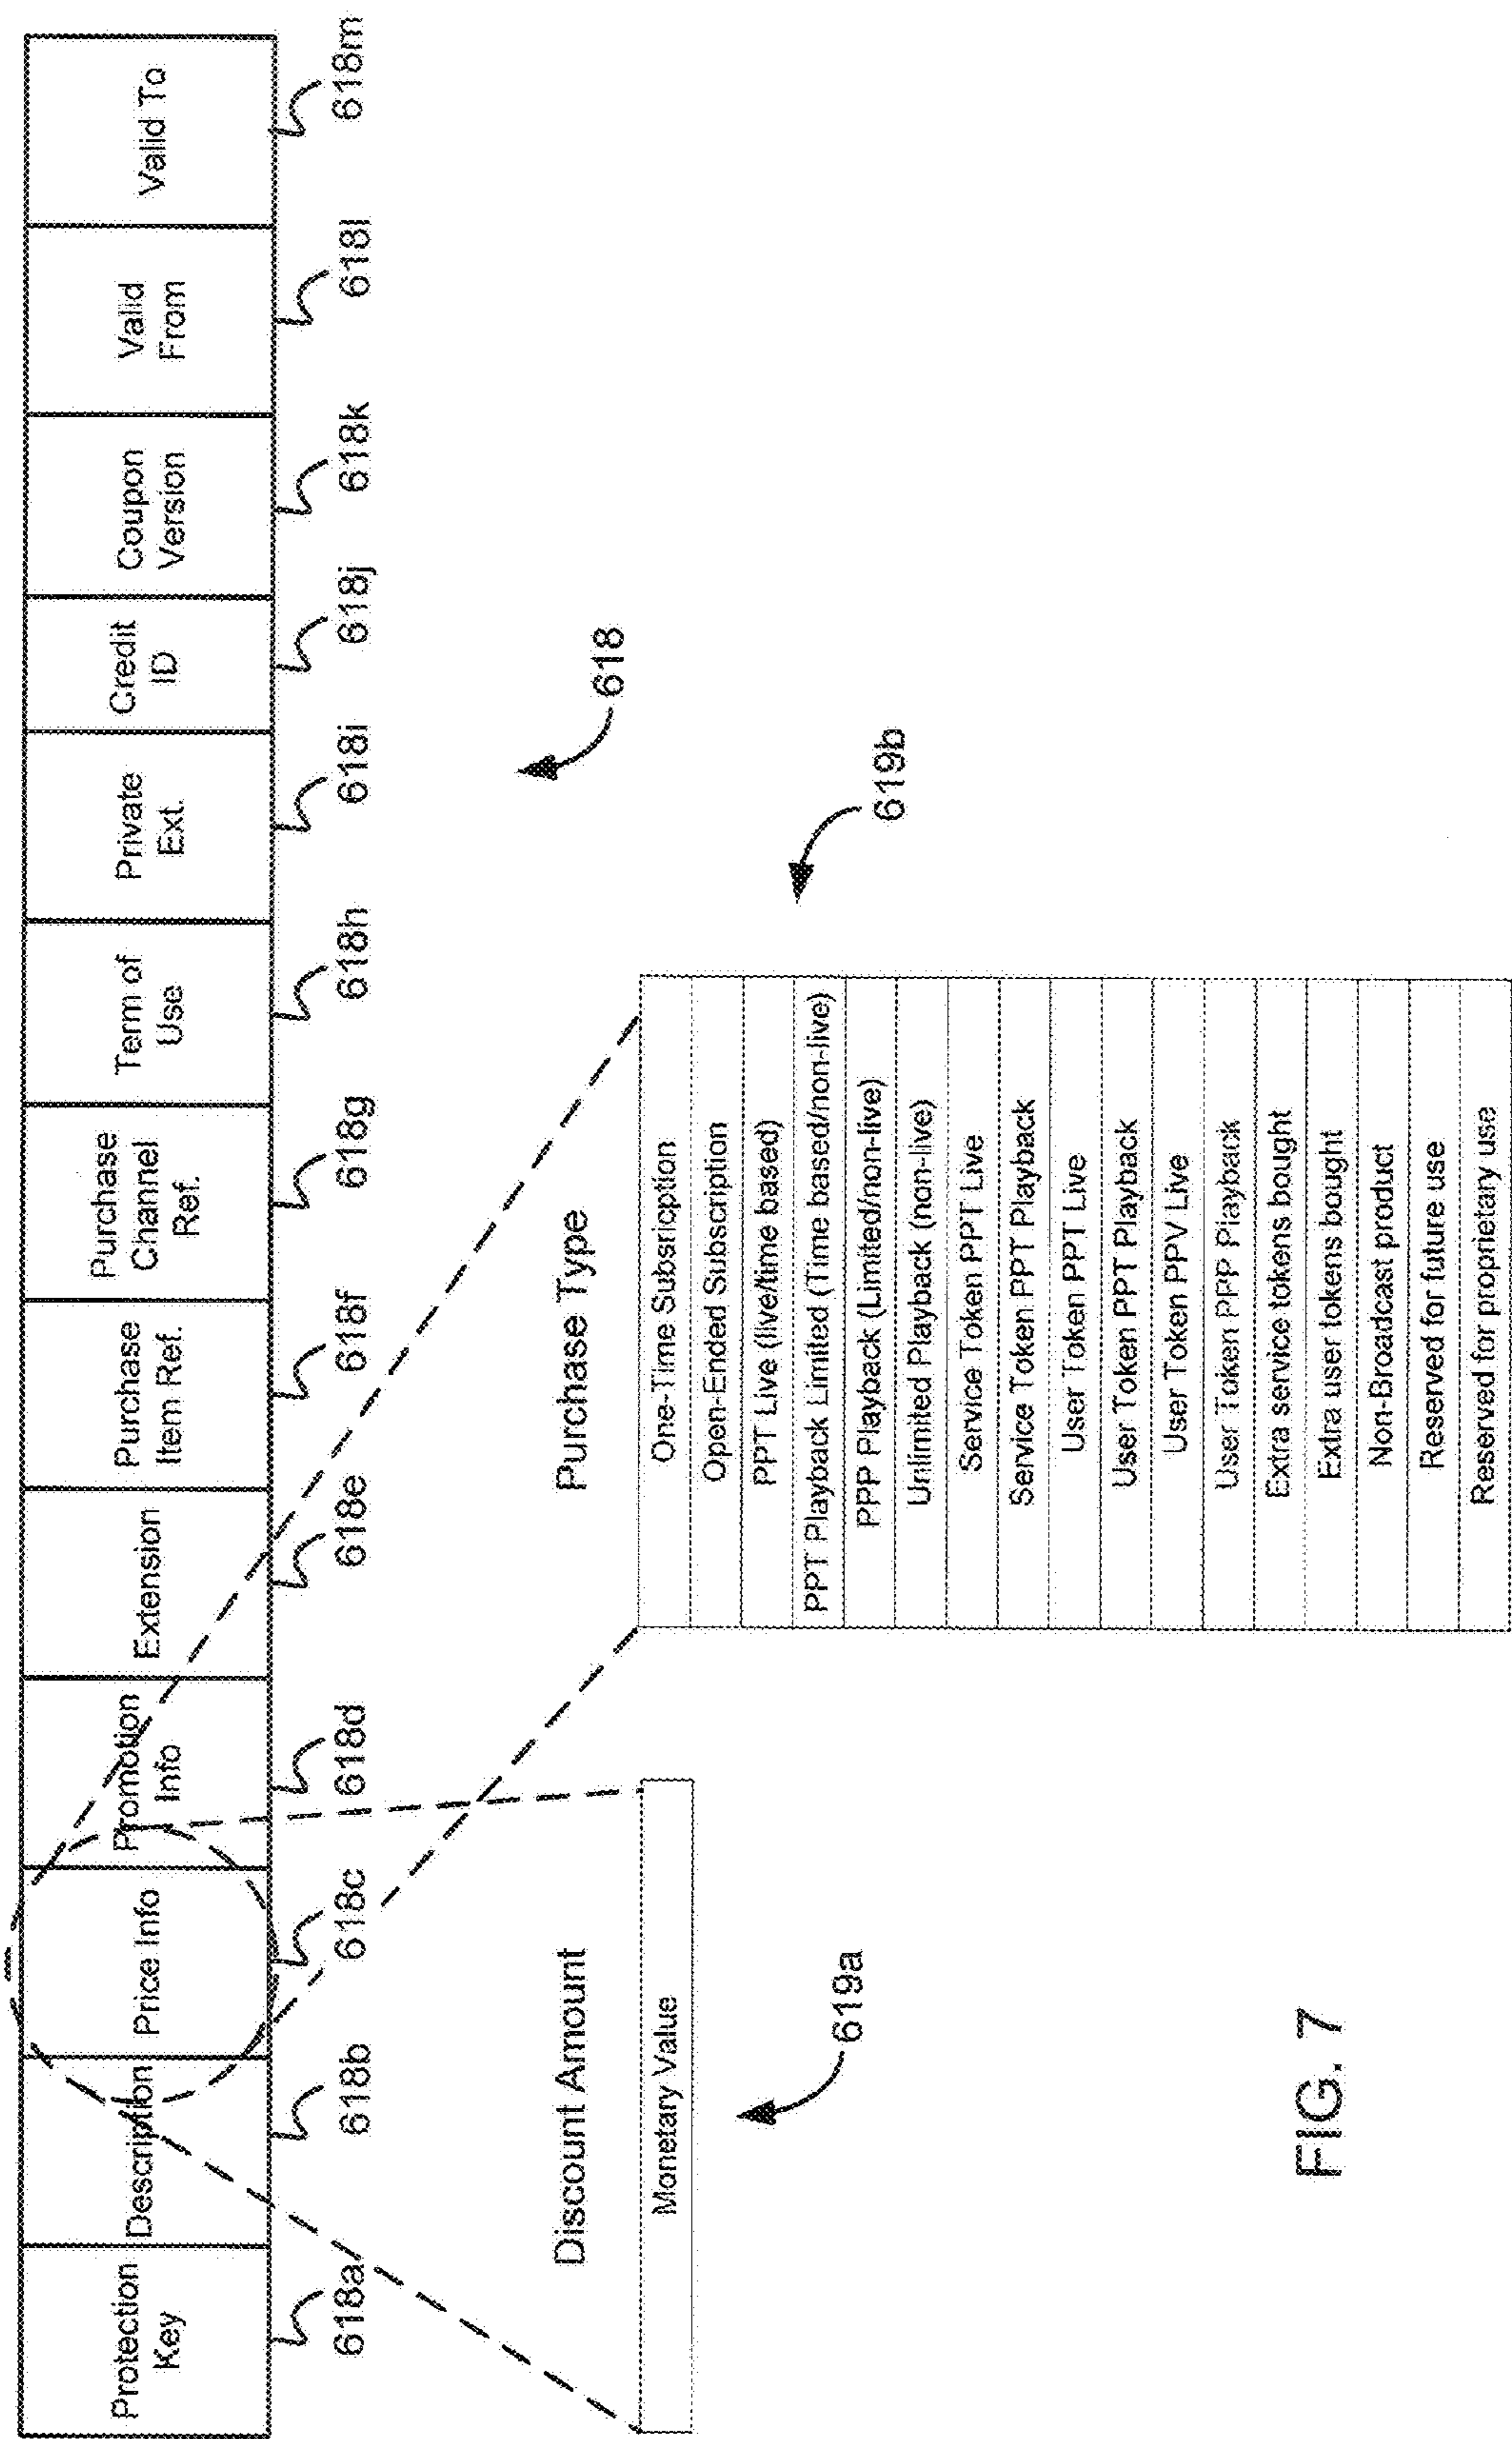 Protection
Key
Description
Price Info
Promotion
Info
Extension
Purchase
Item Ref.
Purchase
Channel
Ref.
Term of
Use
Private
Ext.
Credit
ID
Coupon
Version
Valid
From
Valid To
618a
618b
618c
618d
618e
618f
618g
618h
618i
618j
618k
618l
618m
618
Discount Amount
Monetary Value
619a
Purchase Type
One-Time Subsricption
Open-Ended Subscription
PPT Live (live/time based)
PPT Playback Limited (Time based/non-live)
PPP Playback (Limited/non-live)
Unlimited Playback (non-live)
Service Token PPT Live
Service Token PPT Playback
User Token PPT Live
User Token PPT Playback
User Token PPV Live
User Token PPP Playback
Extra service tokens bought
Extra user tokens bought
Non-Broadcast product
Reserved for future use
Reserved for proprietary use
619b
FIG. 7